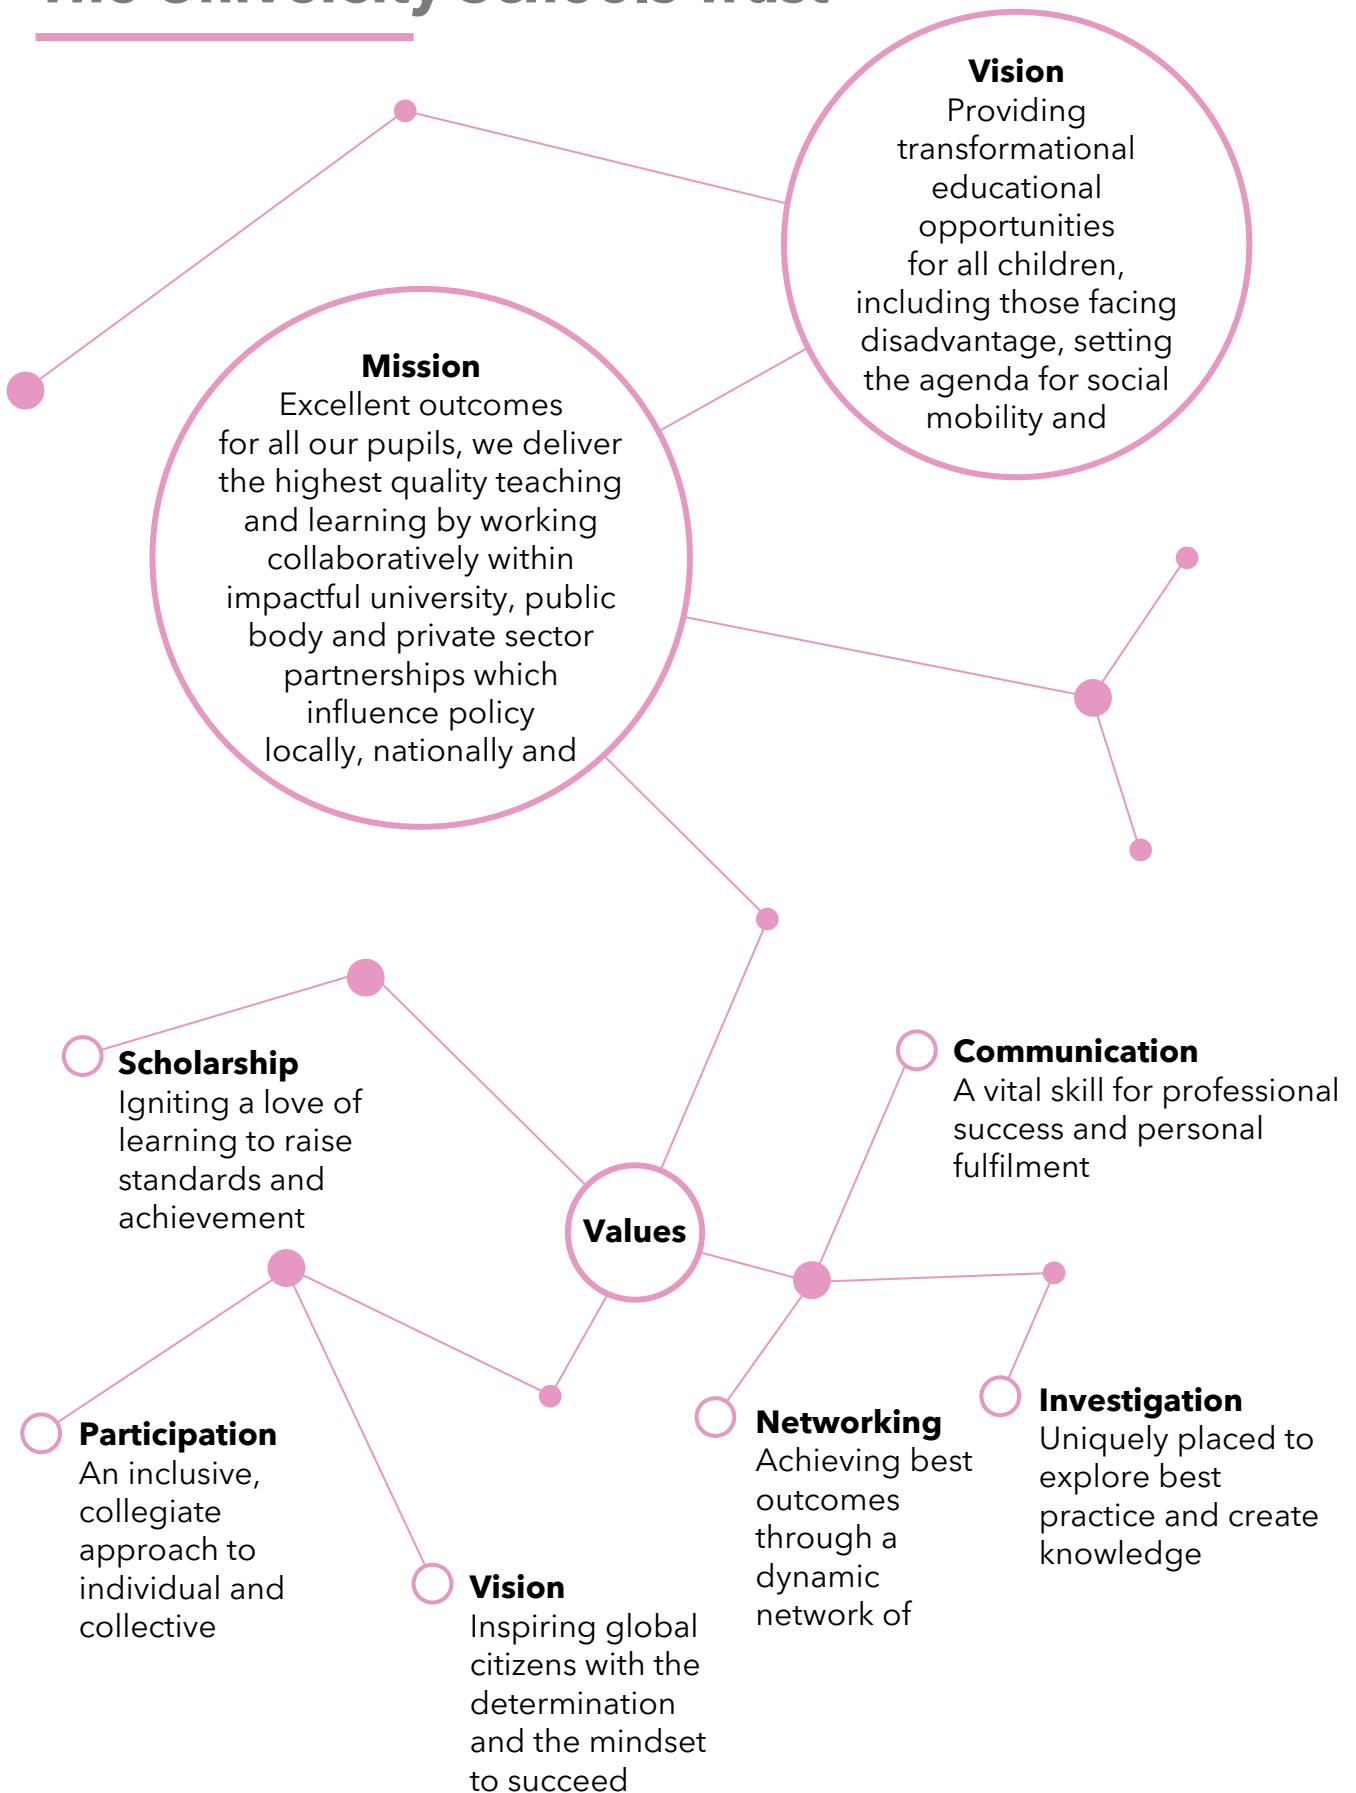 The University Schools Trust
Vision
Providing
transformational
educational
opportunities
for all children,
including those facing
disadvantage, setting
the agenda for social
mobility and
Mission
Excellent outcomes
for all our pupils, we deliver
the highest quality teaching
and learning by working
collaboratively within
impactful university, public
body and private sector
partnerships which
influence policy
locally, nationally and
Scholarship
Igniting a love of
learning to raise
standards and
achievement
Communication
A vital skill for professional
success and personal
fulfilment
Values
Participation
An inclusive,
collegiate
approach to
individual and
collective
Vision
Inspiring global
citizens with the
determination
and the mindset
to succeed
Networking
Achieving best
outcomes
through a
dynamic
network of
Investigation
Uniquely placed to
explore best
practice and create
knowledge